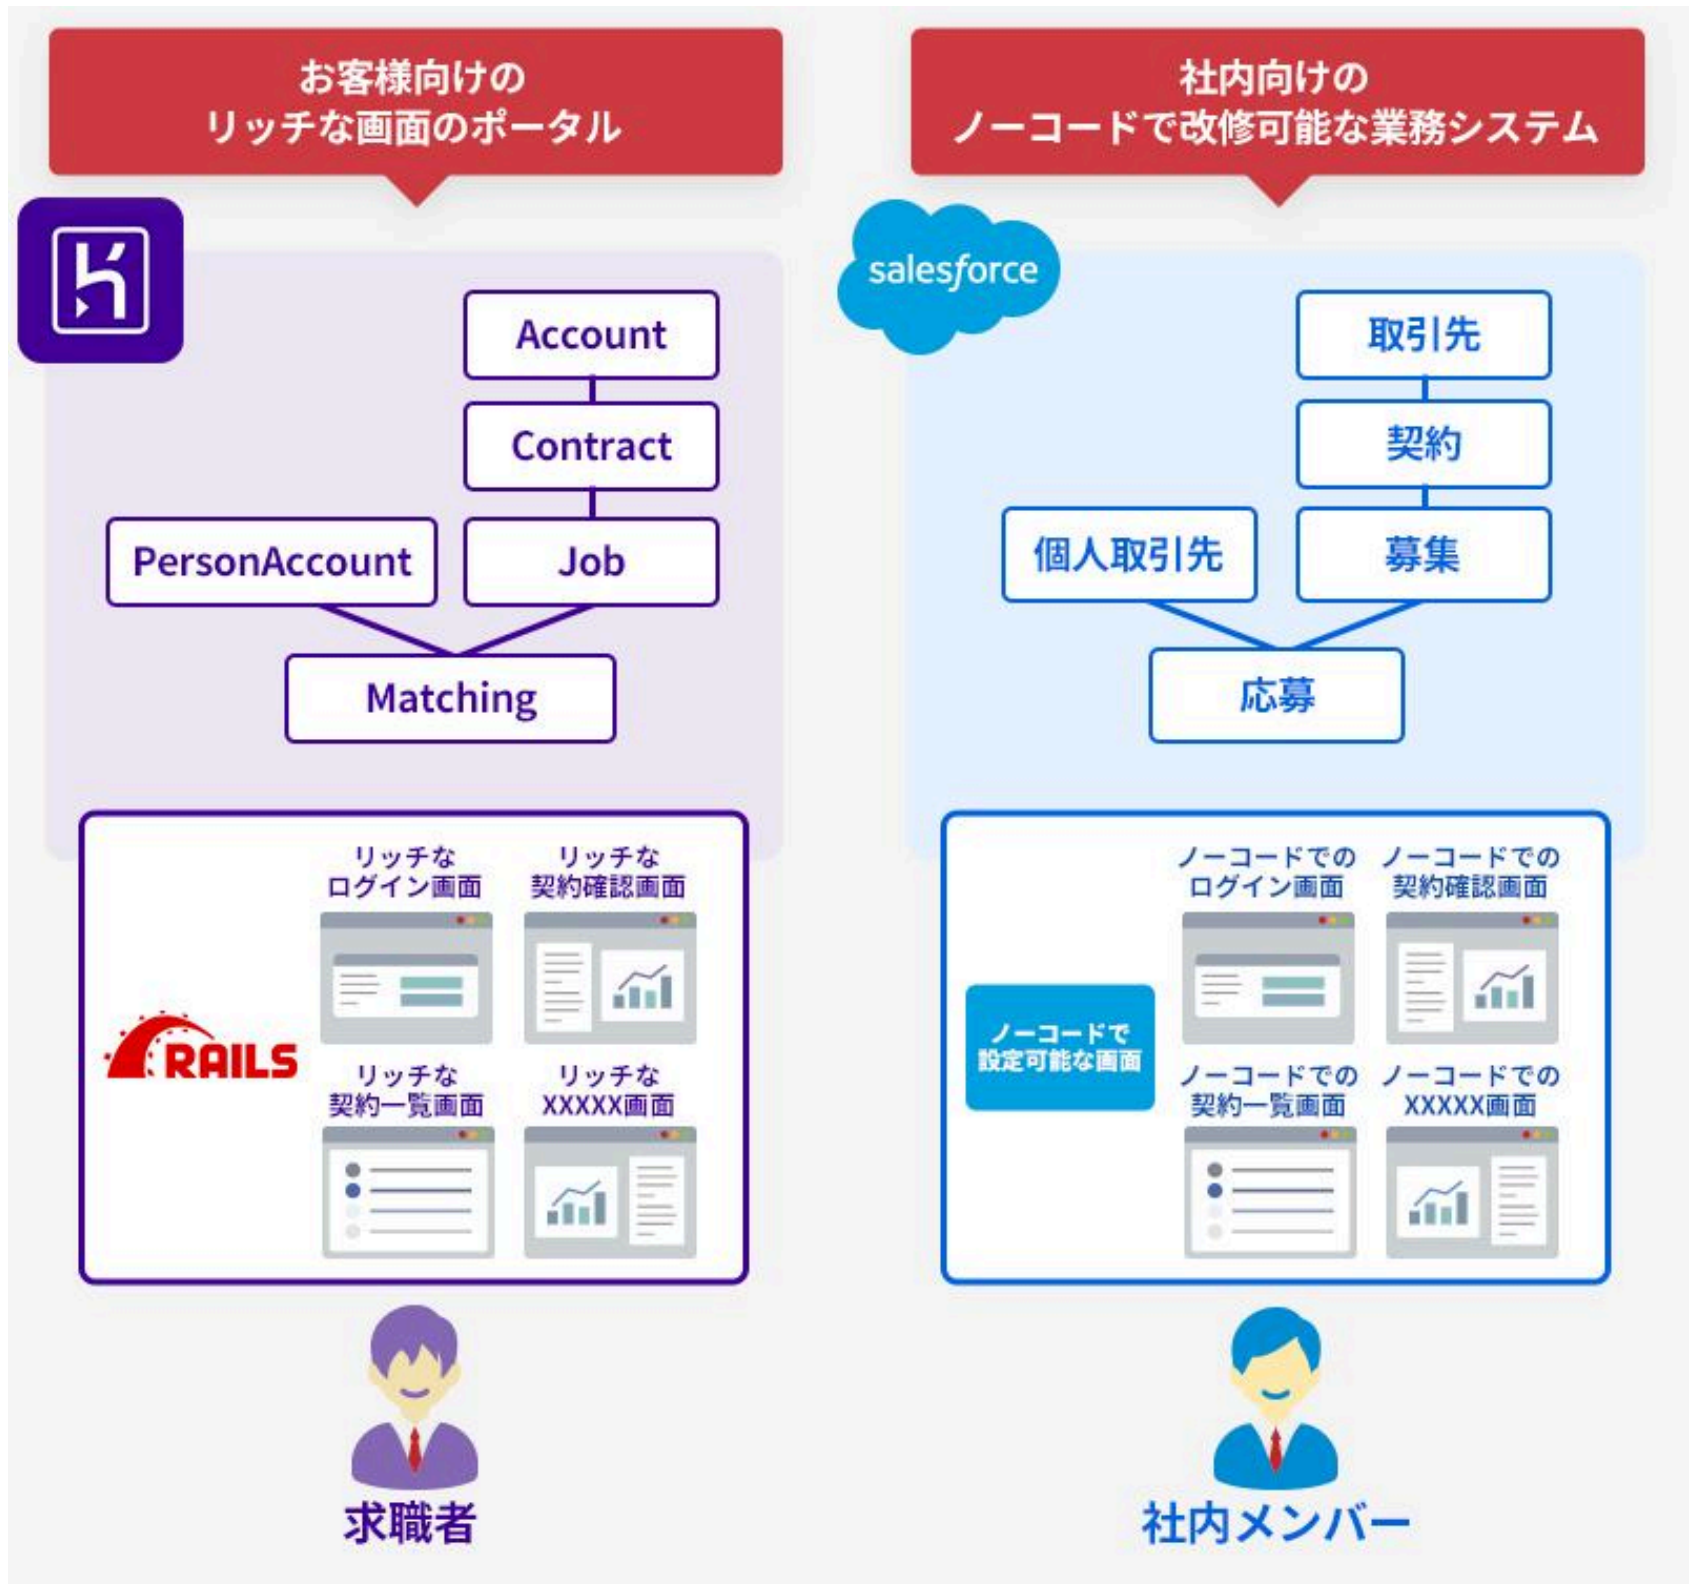 お客様向けの
リッチな画面のポータル
Account
Contract
PersonAccount
Job
Matching
リッチな
ログイン画面
リッチな
契約確認画面
RAILS
リッチな
契約一覧画面
リッチな
XXXXX画面
求職者
社内向けの
ノーコードで改修可能な業務システム
salesforce
取引先
契約
個人取引先
募集
応募
ノーコードでの
ログイン画面
ノーコードでの
契約確認画面
ノーコードで
設定可能な画面
ノーコードでの
契約一覧画面
ノーコードでの
XXXXX画面
社内メンバー